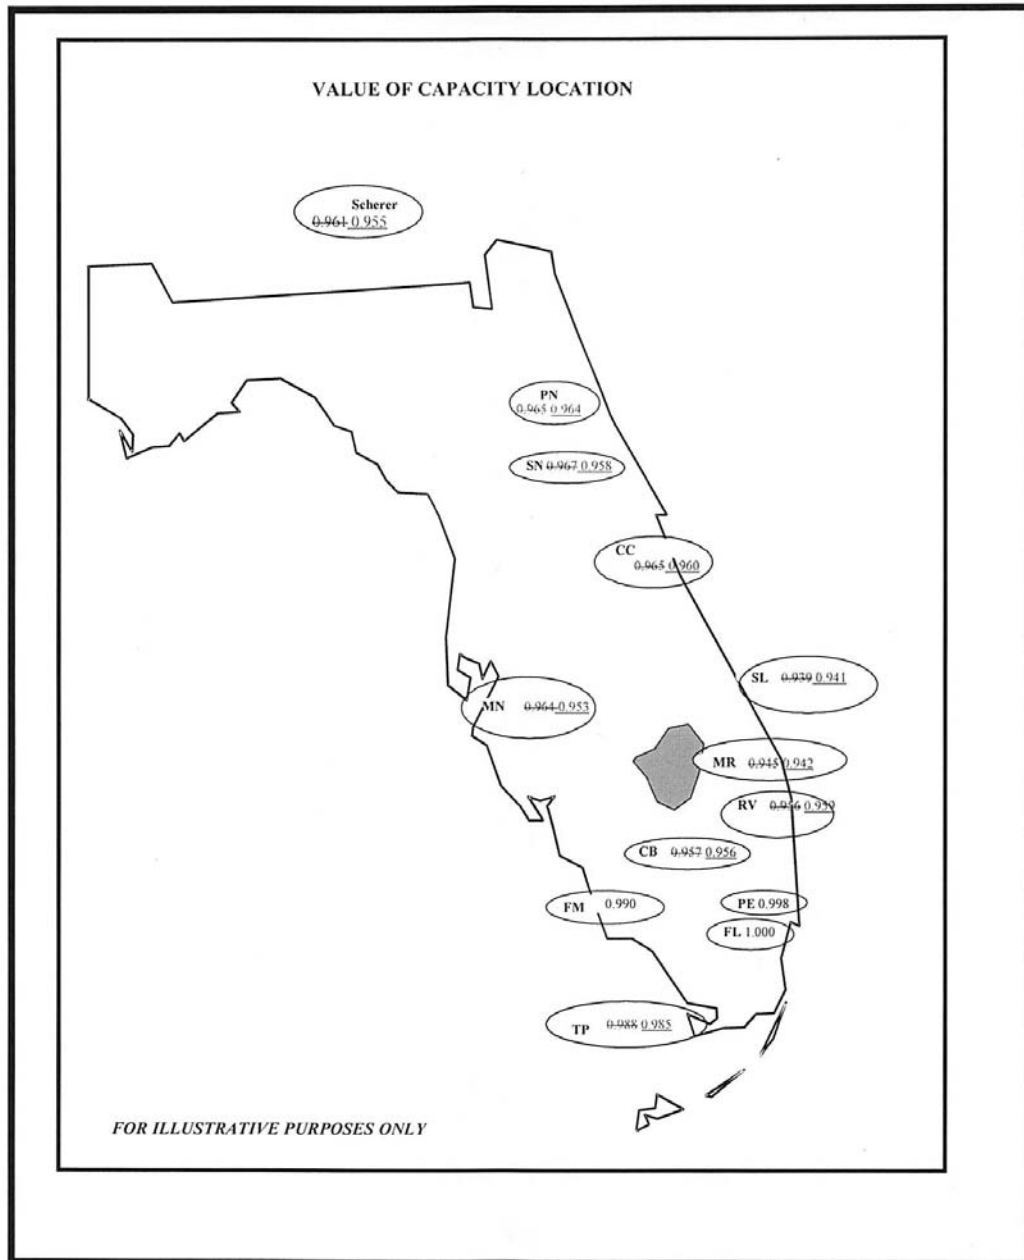 VALUE OF CAPACITY LOCATION
Scherer
0.961 0.955
PN
0.965 0.964
SN 0.967 0.958
CC
0.965 0.960
SL 0.939 0.941
MN 0.964 0.953
MR 0.945 0.942
RV 0.956
CB 0.957 0.956
FM 0.990
PE 0.998
FL 1.000
TP 0.988 0.985
FOR ILLUSTRATIVE PURPOSES ONLY